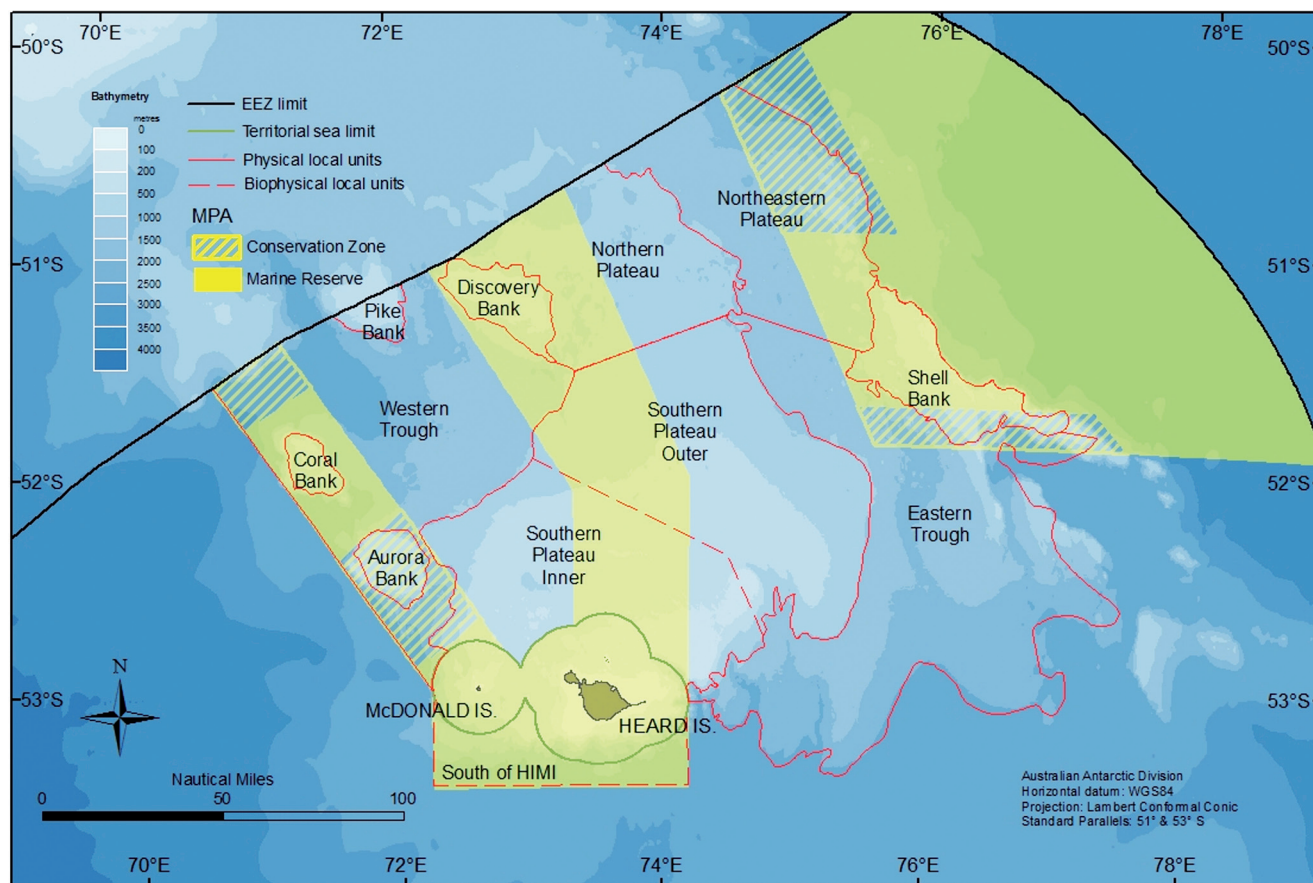 70°E 72°E 74°E 76°E 78°E
50°S 50°S
Bathymetry
metres
0
100
200
500
1000
1500
2000
2500
3000
3500
4000
EEZ limit
Territorial sea limit
Physical local units
Biophysical local units
MPA
Conservation Zone
Marine Reserve
Northeastern
Plateau
Northern
Plateau
51°S 51°S
Discovery
Bank
Pike
Bank
Shell
Bank
Western
Trough
Southern
Plateau
Outer
Coral
Bank
52°S 52°S
Eastern
Trough
Southern
Plateau
Inner
Aurora
Bank
N
53°S 53°S
McDONALD IS.
HEARD IS.
South of HIMI
Nautical Miles
0 50 100
Australian Antarctic Division
Horizontal datum: WGS84
Projection: Lambert Conformal Conic
Standard Parallels: 51° & 53° S
70°E 72°E 74°E 76°E 78°E